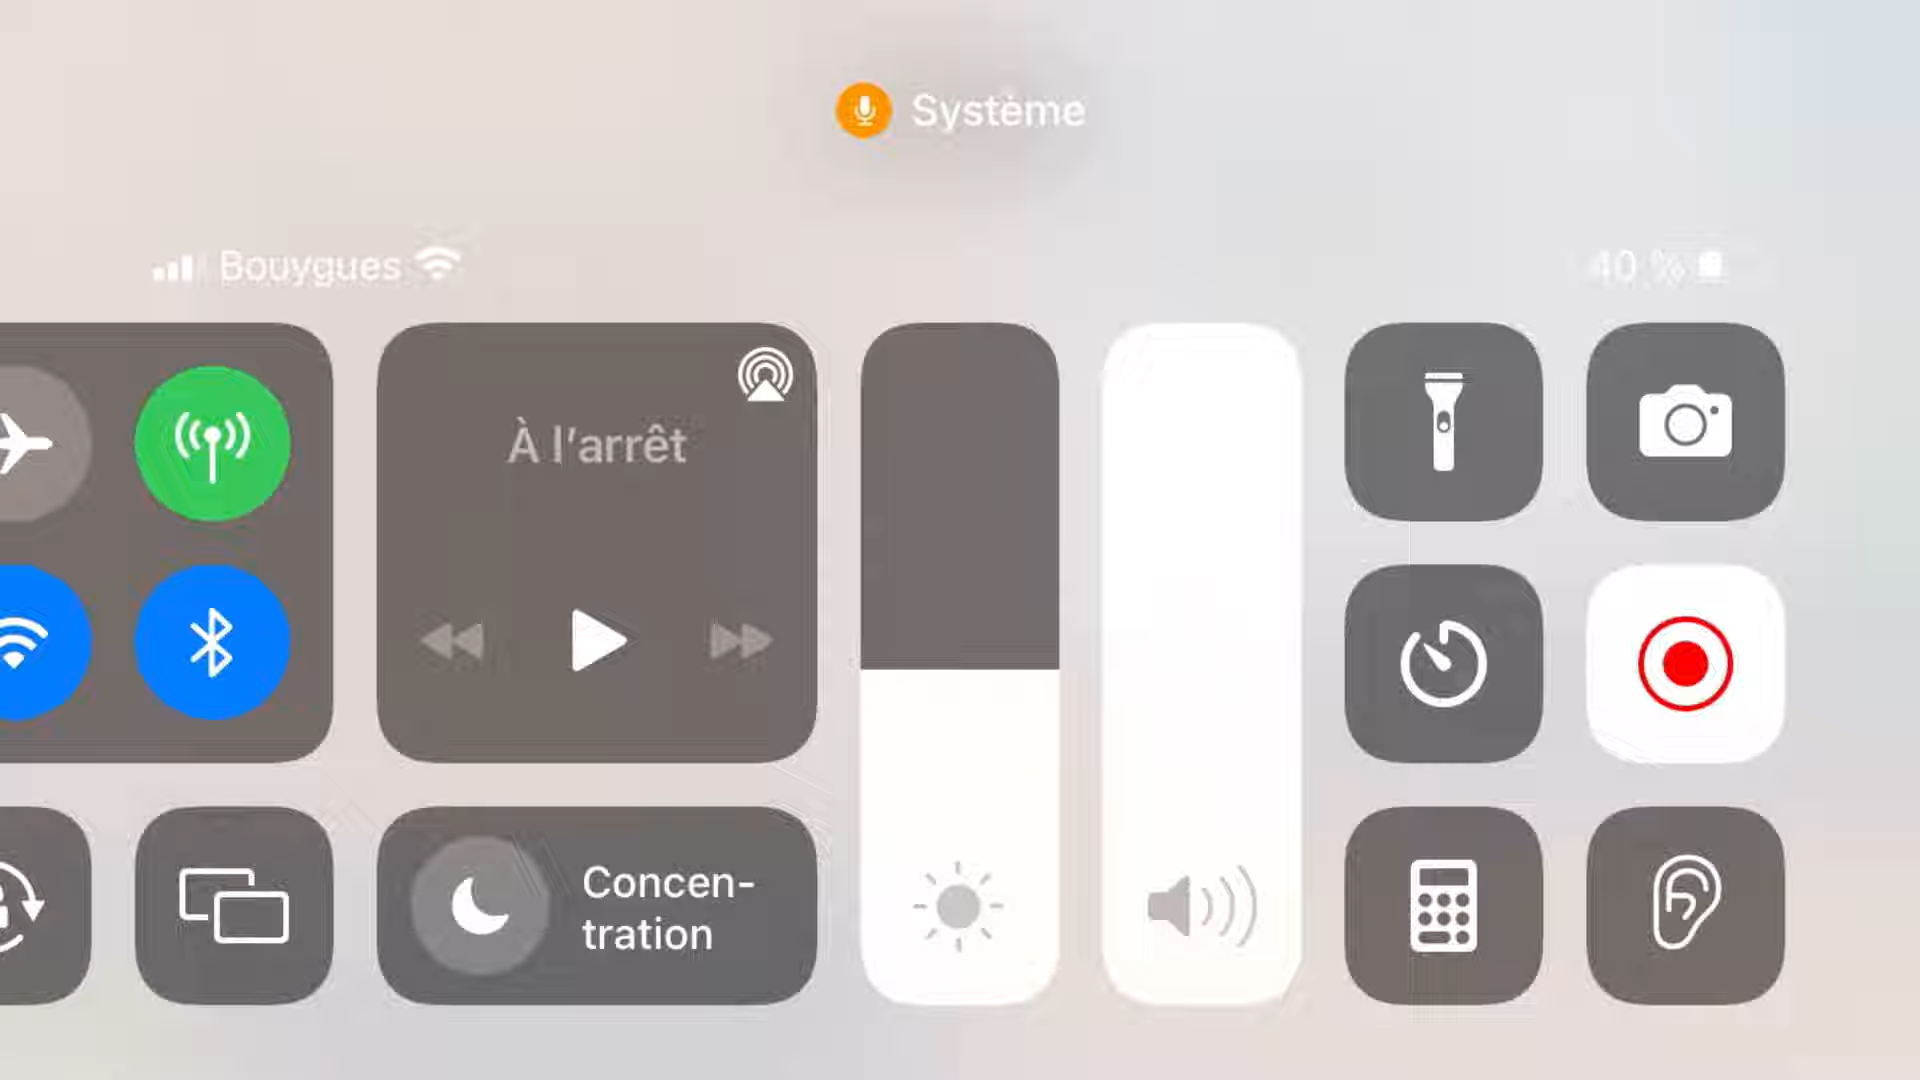 Système
Bouygues
40 %
À l'arrêt
Concen-
tration